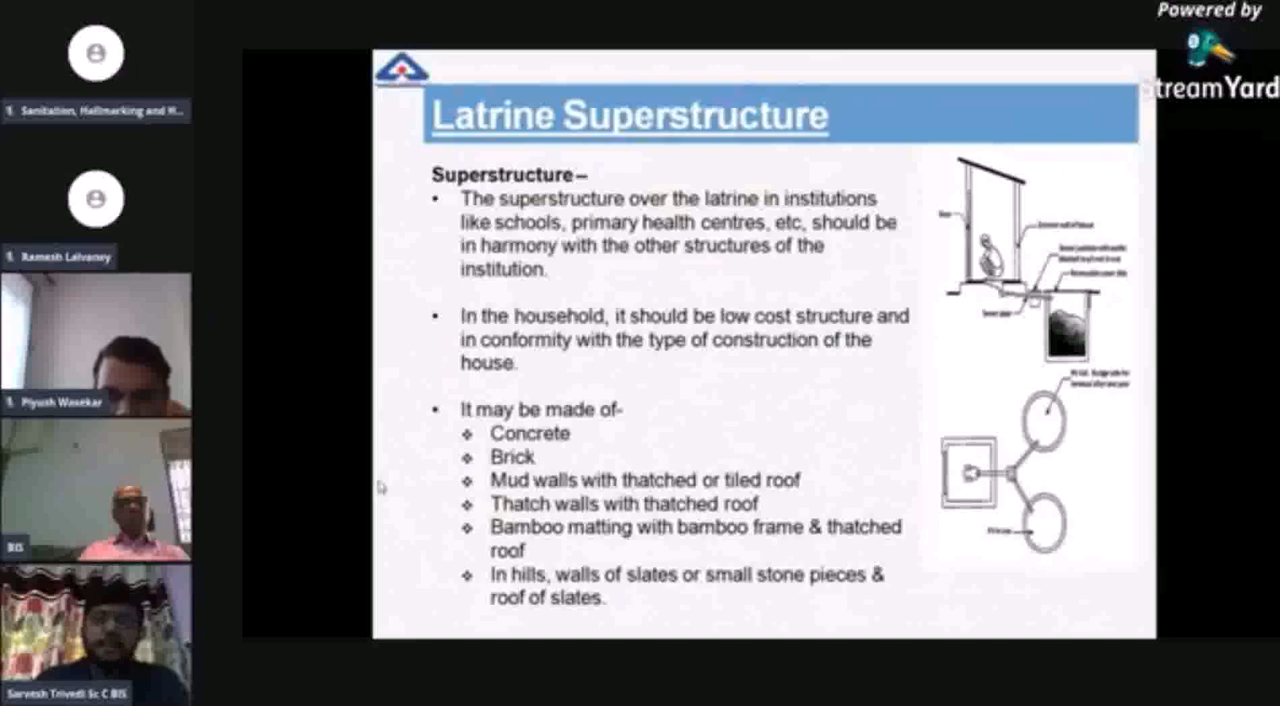 Powered by
StreamYard
Sanitation, Hallmarking and H...
Ramesh Lalvaney
Piyush Wasekar
BIS
Sarvesh Trivedi Sc C BIS
Latrine Superstructure
Superstructure–
• The superstructure over the latrine in institutions
like schools, primary health centres, etc, should be
in harmony with the other structures of the
institution.
• In the household, it should be low cost structure and
in conformity with the type of construction of the
house.
• It may be made of-
❖ Concrete
❖ Brick
❖ Mud walls with thatched or tiled roof
❖ Thatch walls with thatched roof
❖ Bamboo matting with bamboo frame & thatched
roof
❖ In hills, walls of slates or small stone pieces &
roof of slates.